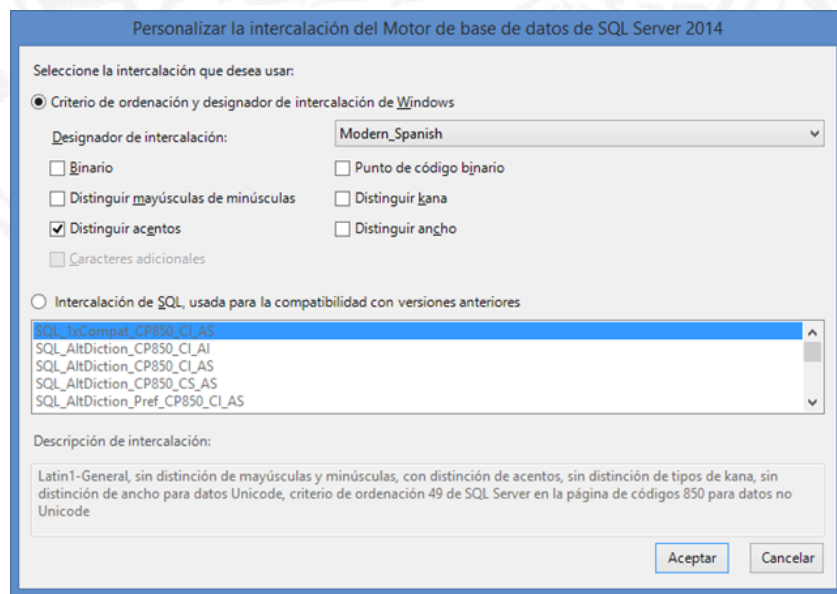 Personalizar la intercalación del Motor de base de datos de SQL Server 2014
Seleccione la intercalación que desea usar:
Criterio de ordenación y designador de intercalación de Windows
Designador de intercalación: Modern_Spanish
Binario Punto de código binario
Distinguir mayúsculas de minúsculas Distinguir kana
Distinguir acentos Distinguir ancho
Caracteres adicionales
Intercalación de SQL, usada para la compatibilidad con versiones anteriores
SQL_1xCompat_CP850_CI_AS
SQL_AltDiction_CP850_CI_AI
SQL_AltDiction_CP850_CI_AS
SQL_AltDiction_CP850_CS_AS
SQL_AltDiction_Pref_CP850_CI_AS
Descripción de intercalación:
Latin1-General, sin distinción de mayúsculas y minúsculas, con distinción de acentos, sin distinción de tipos de kana, sin
distinción de ancho para datos Unicode, criterio de ordenación 49 de SQL Server en la página de códigos 850 para datos no
Unicode
Aceptar Cancelar